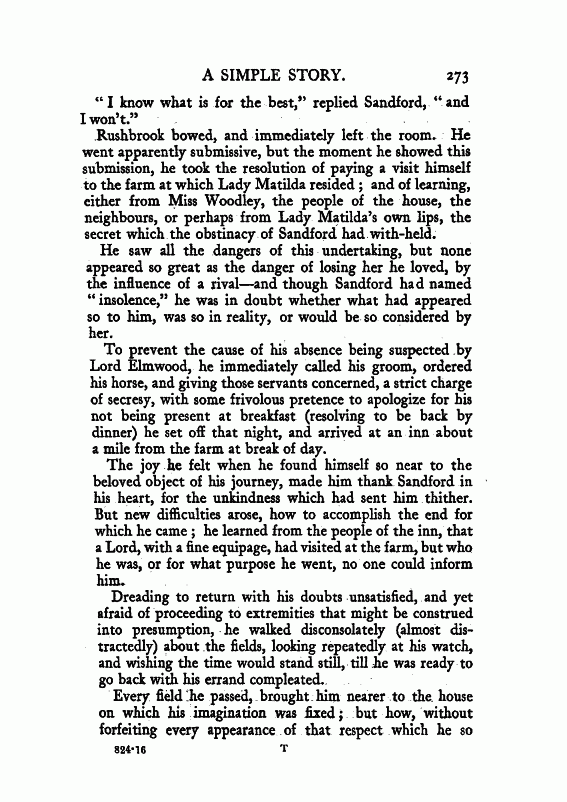 A SIMPLE STORY. 273
“ I know what is for the best,” replied Sandford, “ and
I won't.”
Rushbrook bowed, and immediately left the room. He
went apparently submissive, but the moment he showed this
submission, he took the resolution of paying a visit himself
to the farm at which Lady Matilda resided ; and of learning,
either from Miss Woodley, the people of the house, the
neighbours, or perhaps from Lady Matilda's own lips, the
secret which the obstinacy of Sandford had with-held.
He saw all the dangers of this undertaking, but none
appeared so great as the danger of losing her he loved, by
the influence of a rival—and though Sandford had named
“ insolence,” he was in doubt whether what had appeared
so to him, was so in reality, or would be so considered by
her.
To prevent the cause of his absence being suspected by
Lord Elmwood, he immediately called his groom, ordered
his horse, and giving those servants concerned, a strict charge
of secresy, with some frivolous pretence to apologize for his
not being present at breakfast (resolving to be back by
dinner) he set off that night, and arrived at an inn about
a mile from the farm at break of day.
The joy he felt when he found himself so near to the
beloved object of his journey, made him thank Sandford in
his heart, for the unkindness which had sent him thither.
But new difficulties arose, how to accomplish the end for
which he came ; he learned from the people of the inn, that
a Lord, with a fine equipage, had visited at the farm, but who
he was, or for what purpose he went, no one could inform
him.
Dreading to return with his doubts unsatisfied, and yet
afraid of proceeding to extremities that might be construed
into presumption, he walked disconsolately (almost dis-
tractedly) about the fields, looking repeatedly at his watch,
and wishing the time would stand still, till he was ready to
go back with his errand compleated.
Every field he passed, brought him nearer to the house
on which his imagination was fixed ; but how, without
forfeiting every appearance of that respect which he so
824·16 T